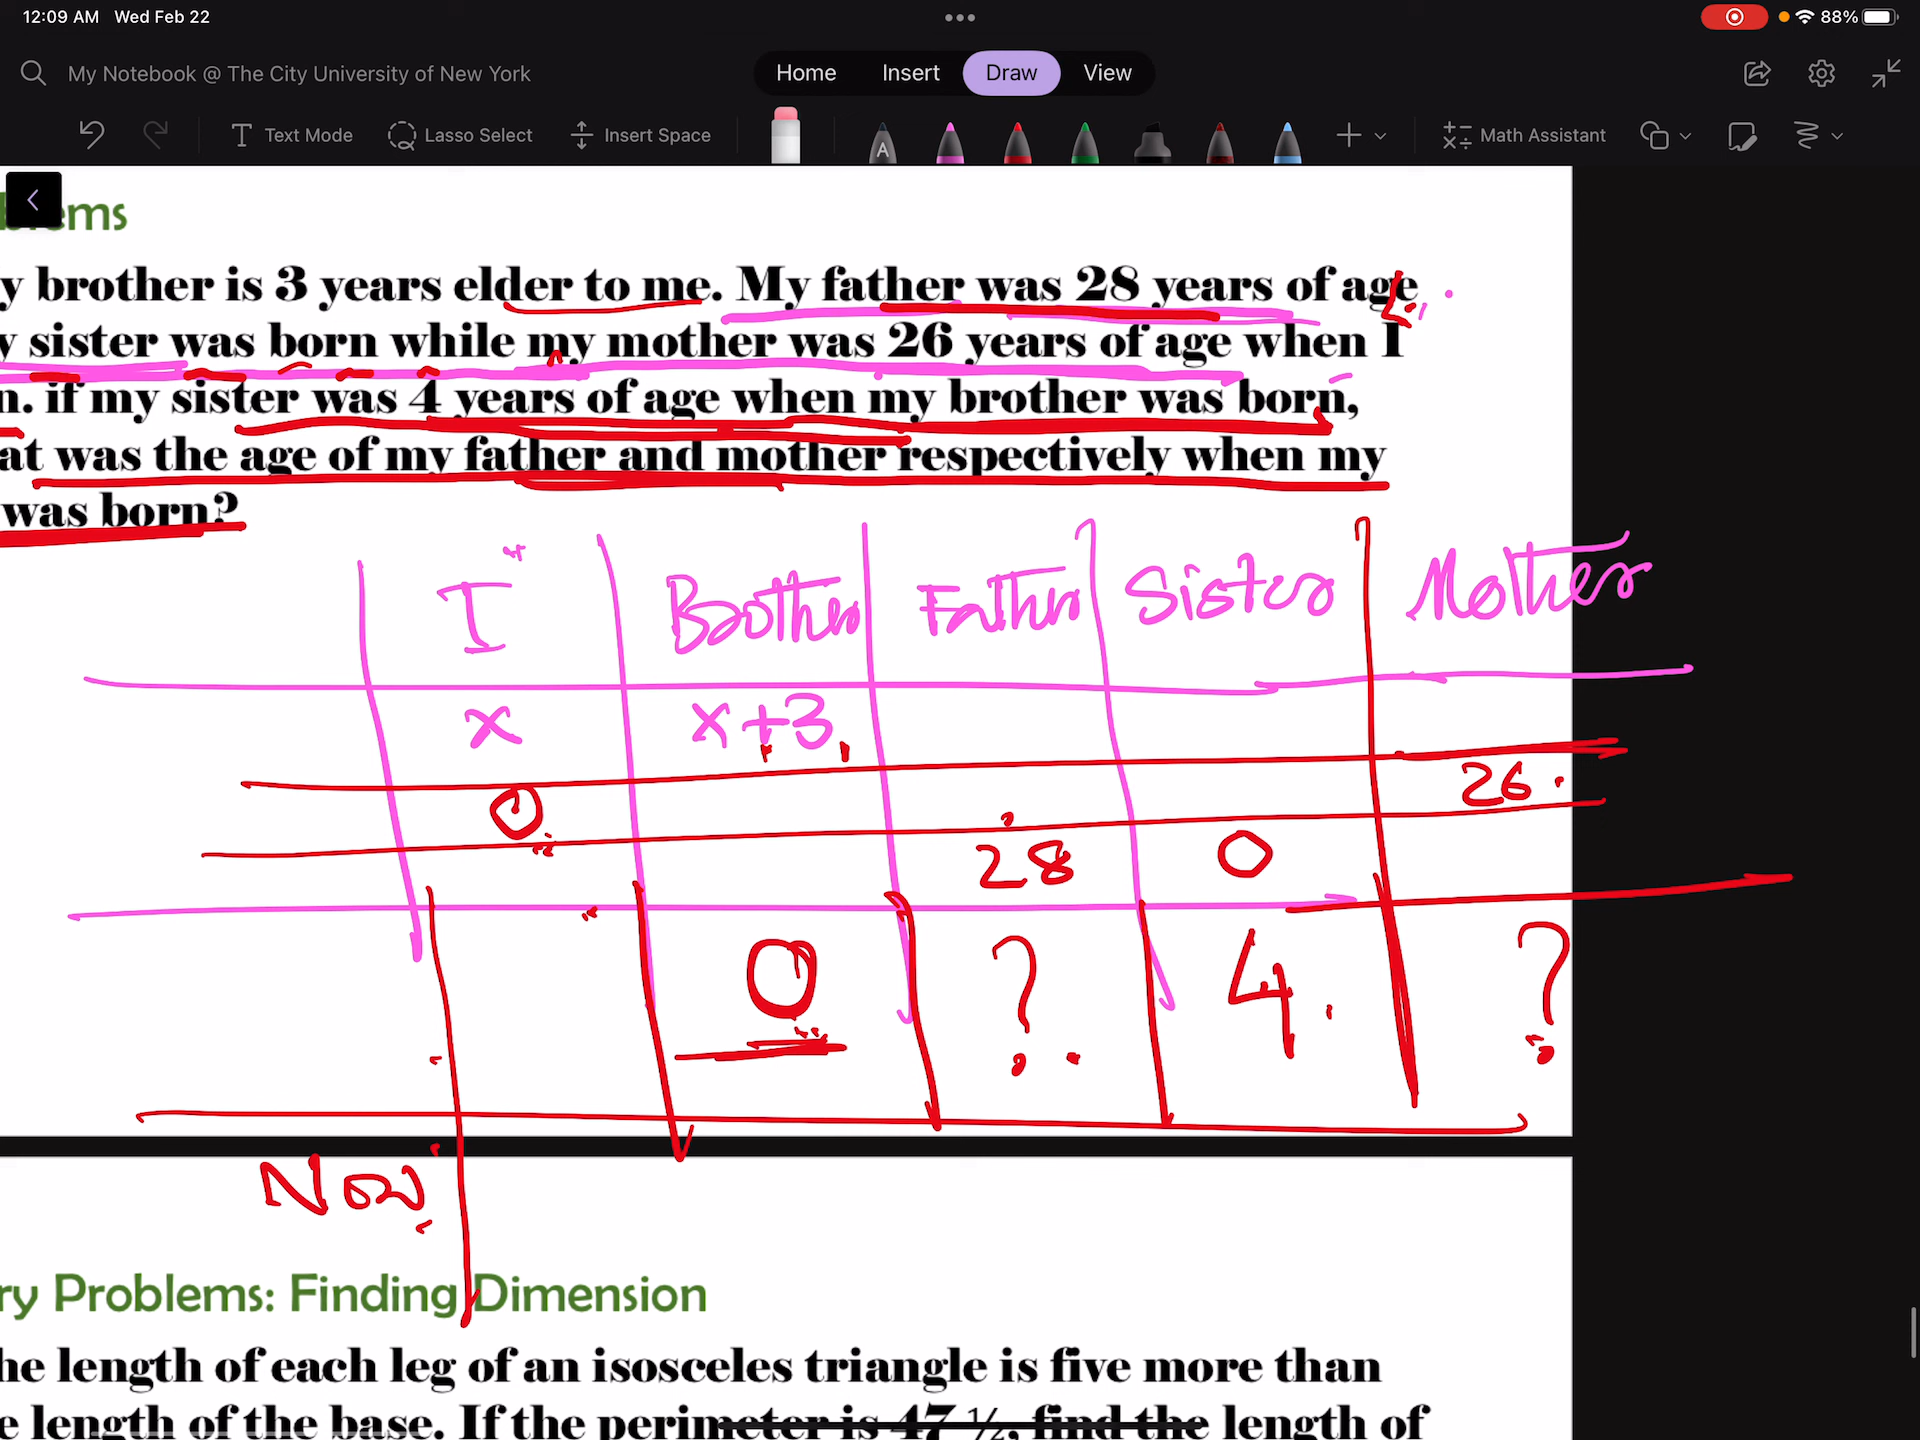 12:09 AM Wed Feb 22
88%
My Notebook @ The City University of New York
Home Insert Draw View
Text Mode Lasso Select Insert Space A Math Assistant
ems
y brother is 3 years elder to me. My father was 28 years of age
y sister was born while my mother was 26 years of age when I
n. if my sister was 4 years of age when my brother was born,
at was the age of my father and mother respectively when my
was born?
I Brother Father Sister Mother
x x+3
0 26
28 0
0 ? 4 ?
Now
ry Problems: Finding Dimension
he length of each leg of an isosceles triangle is five more than
e length of the base. If the perimeter is 47 ½, find the length of